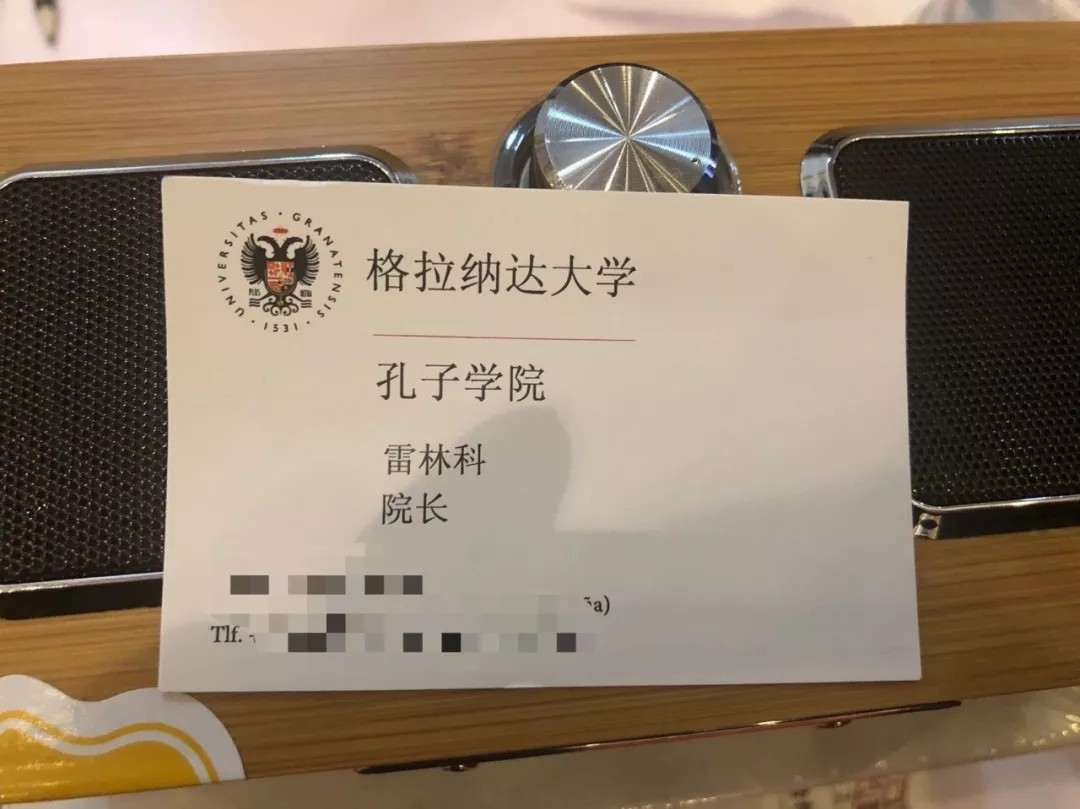 UNIVERSITAS · GRANATENSIS
· 1531 ·
格拉纳达大学
孔子学院
雷林科
院长
ña)
Tlf.